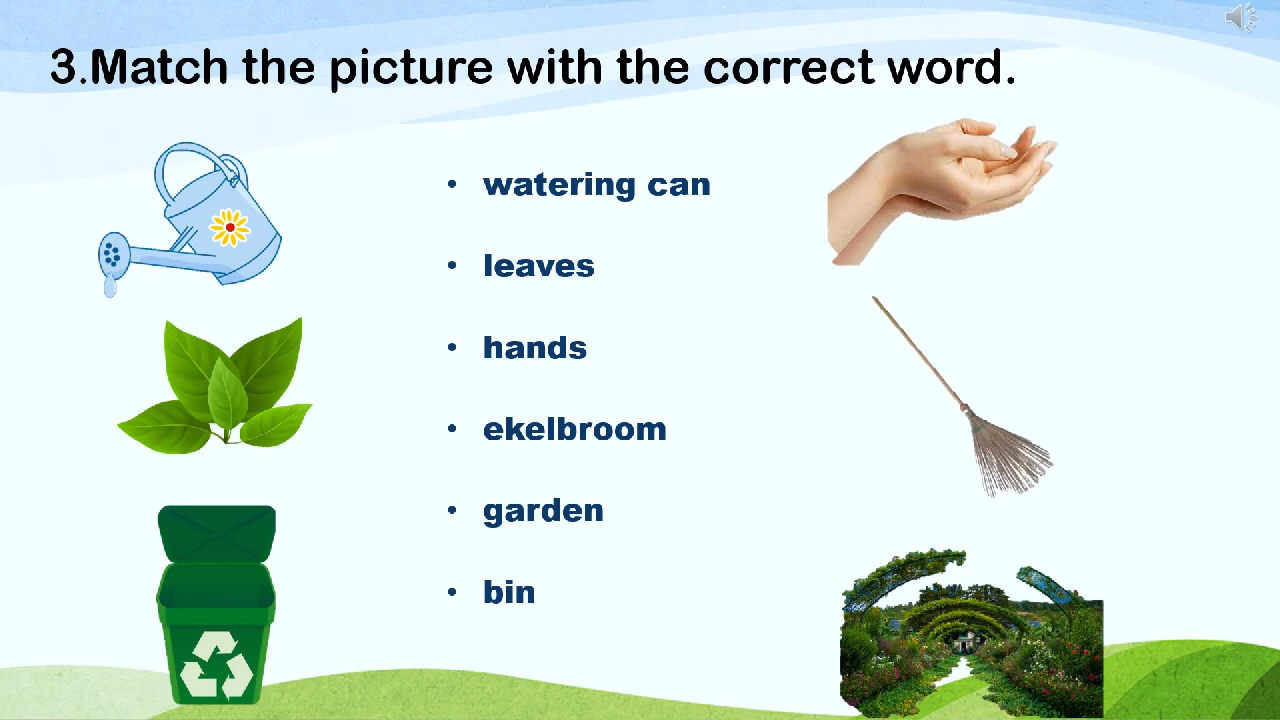 3.Match the picture with the correct word.
• watering can
• leaves
• hands
• ekelbroom
• garden
• bin